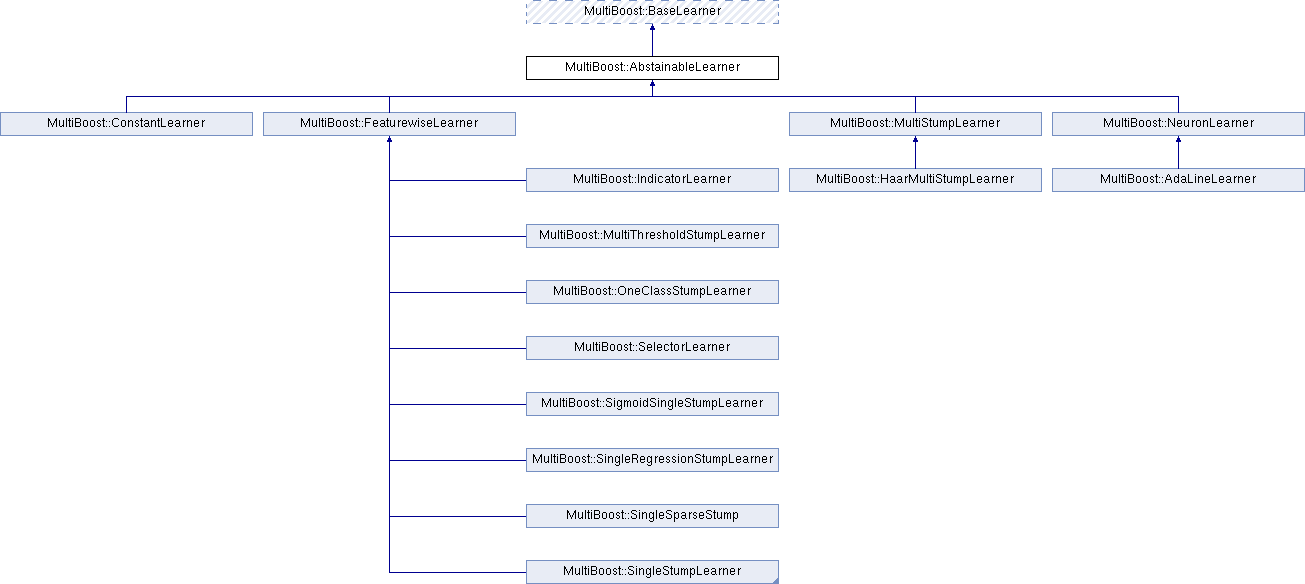 MultiBoost::BaseLearner
MultiBoost::AbstainableLearner
MultiBoost::ConstantLearner
MultiBoost::FeaturewiseLearner
MultiBoost::MultiStumpLearner
MultiBoost::NeuronLearner
MultiBoost::IndicatorLearner
MultiBoost::HaarMultiStumpLearner
MultiBoost::AdaLineLearner
MultiBoost::MultiThresholdStumpLearner
MultiBoost::OneClassStumpLearner
MultiBoost::SelectorLearner
MultiBoost::SigmoidSingleStumpLearner
MultiBoost::SingleRegressionStumpLearner
MultiBoost::SingleSparseStump
MultiBoost::SingleStumpLearner